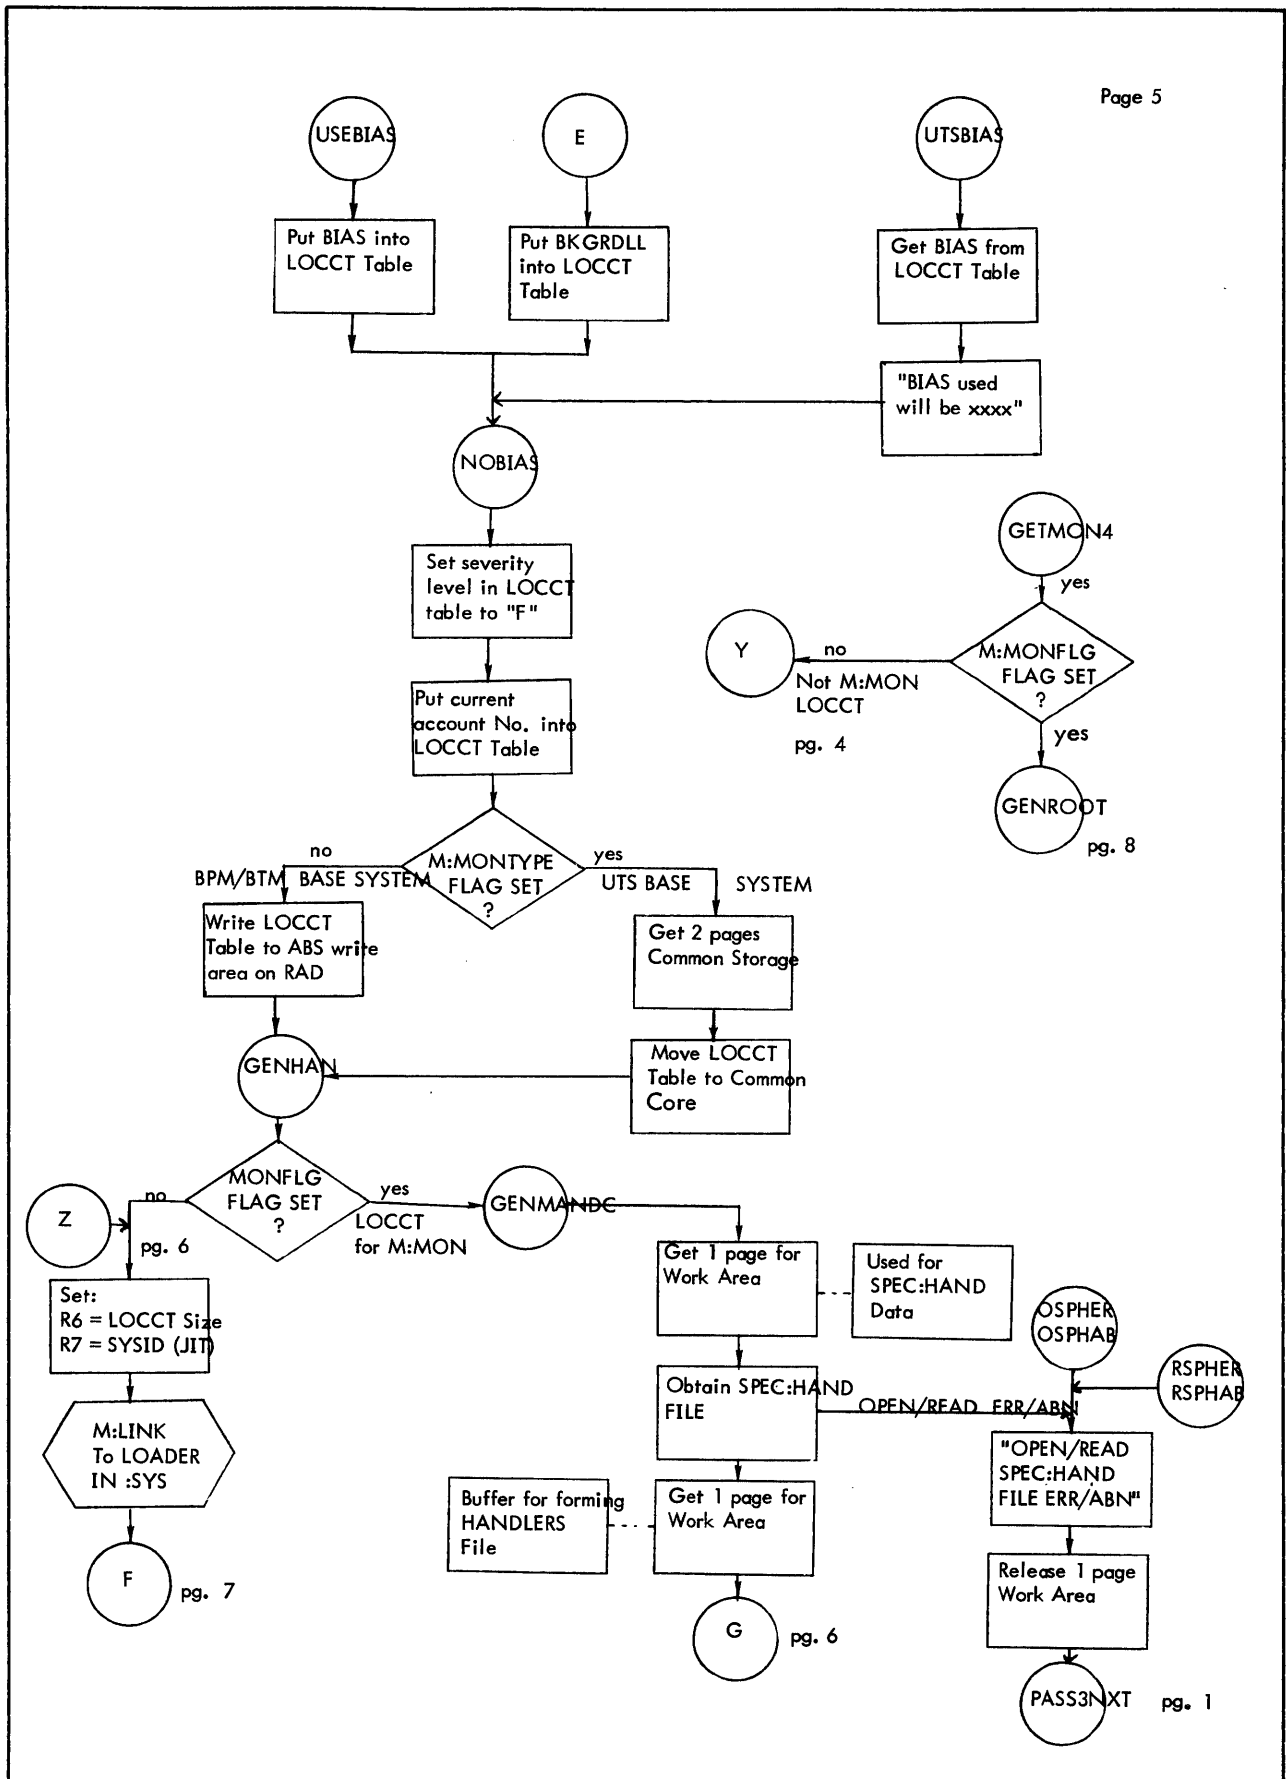 Page 5
USEBIAS
E
UTSBIAS
Put BIAS into
LOCCT Table
Put BKGRDLL
into LOCCT
Table
Get BIAS from
LOCCT Table
"BIAS used
will be xxxx"
NOBIAS
GETMON4
yes
Set severity
level in LOCCT
table to "F"
Y
no
Not M:MON
LOCCT
pg. 4
M:MONFLG
FLAG SET
?
yes
GENROOT
pg. 8
Put current
account No. into
LOCCT Table
no
BPM/BTM BASE SYSTEM
M:MONTYPE
FLAG SET
?
yes
UTS BASE SYSTEM
Write LOCCT
Table to ABS write
area on RAD
Get 2 pages
Common Storage
GENHAN
Move LOCCT
Table to Common
Core
MONFLG
FLAG SET
?
no
Z
pg. 6
yes
LOCCT
for M:MON
GENMANDC
Set:
R6 = LOCCT Size
R7 = SYSID (JIT)
Get 1 page for
Work Area
Used for
SPEC:HAND
Data
OSPHER
OSPHAB
RSPHER
RSPHAB
Obtain SPEC:HAND
FILE
OPEN/READ ERR/ABN
M:LINK
To LOADER
IN :SYS
"OPEN/READ
SPEC:HAND
FILE ERR/ABN"
Buffer for forming
HANDLERS
File
Get 1 page for
Work Area
F
pg. 7
Release 1 page
Work Area
G
pg. 6
PASS3NXT
pg. 1